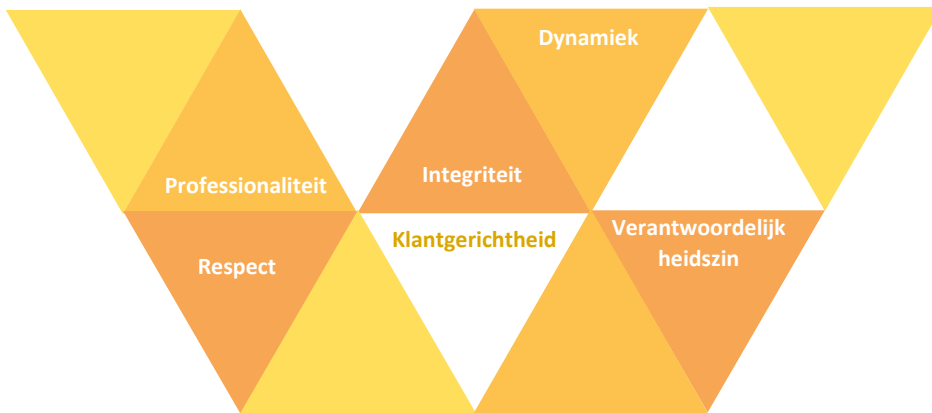 Dynamiek
Professionaliteit
Integriteit
Klantgerichtheid
Verantwoordelijk
heidszin
Respect